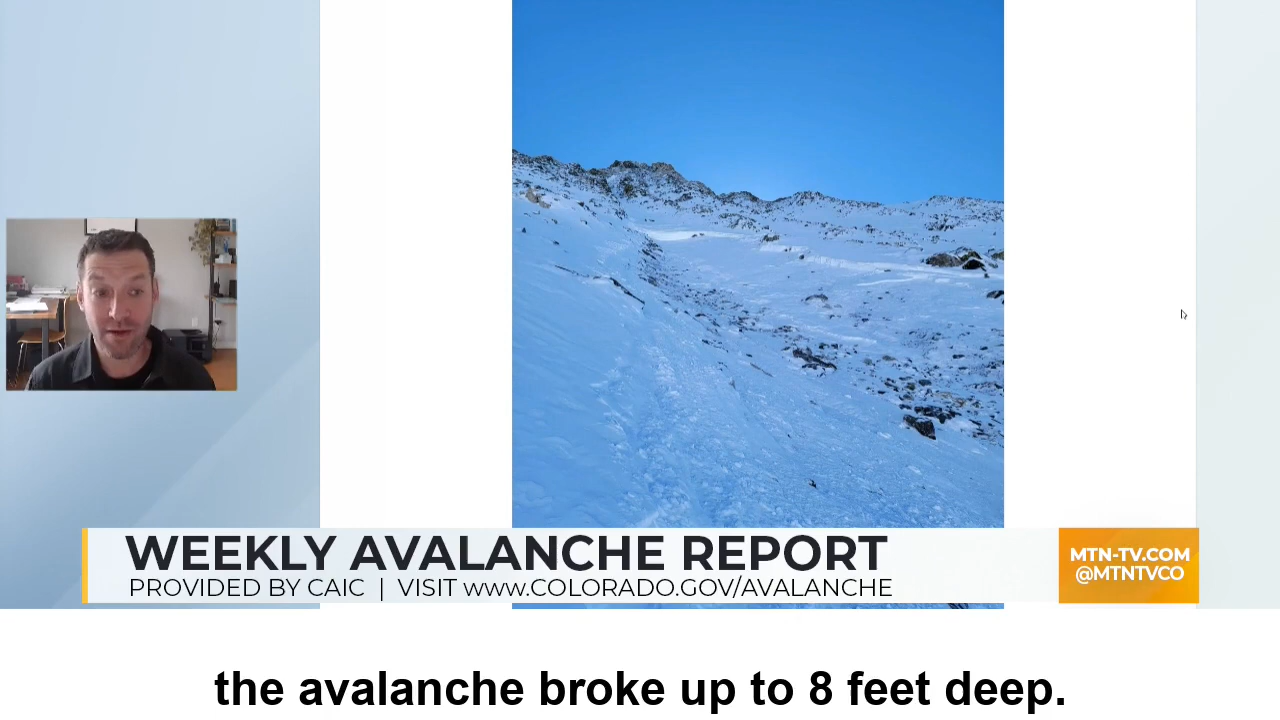 WEEKLY AVALANCHE REPORT
PROVIDED BY CAIC | VISIT www.COLORADO.GOV/AVALANCHE
MTN-TV.COM
@MTNTVCO
the avalanche broke up to 8 feet deep.